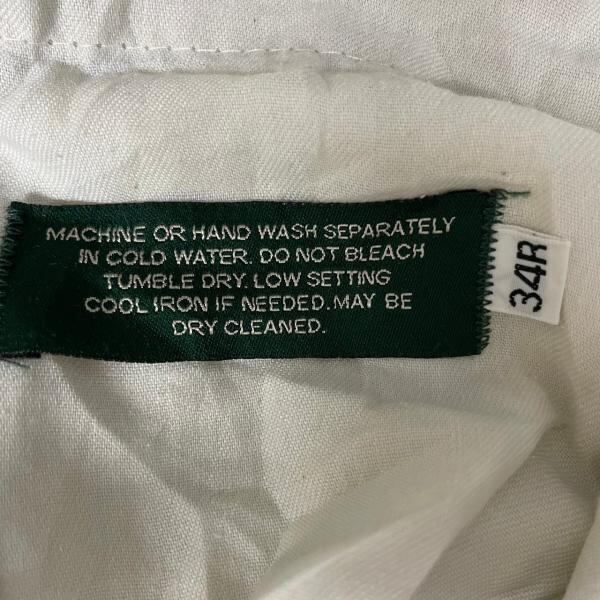 MACHINE OR HAND WASH SEPARATELY
IN COLD WATER. DO NOT BLEACH
TUMBLE DRY. LOW SETTING
COOL IRON IF NEEDED. MAY BE
DRY CLEANED.
34R